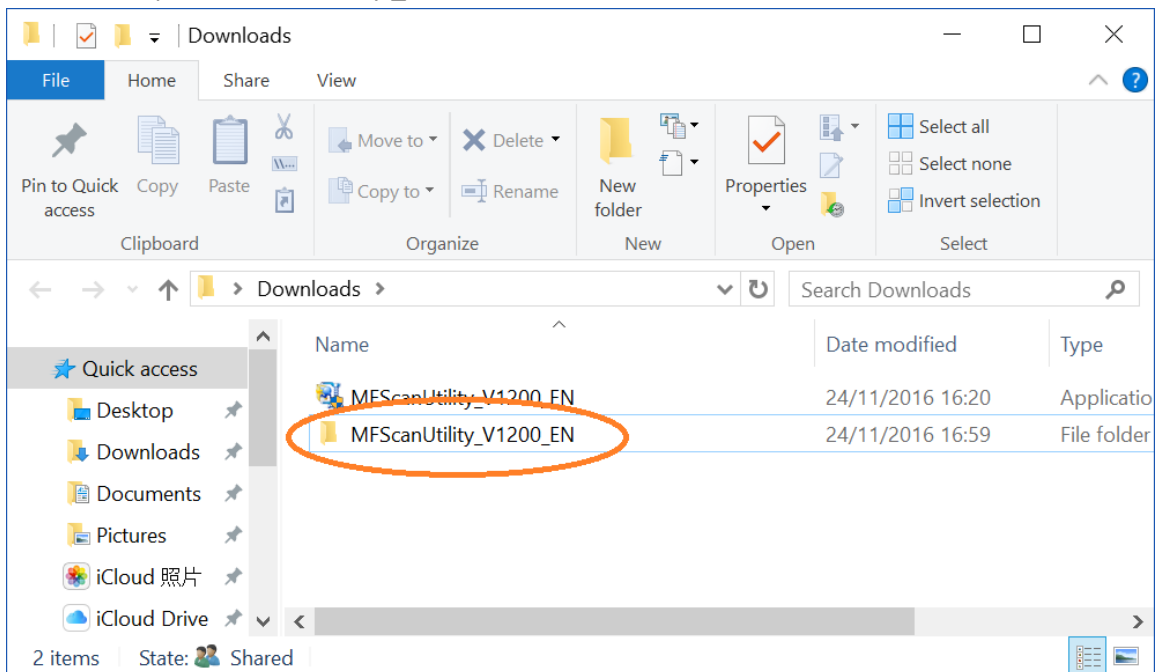 Downloads
File Home Share View
Pin to Quick access
Copy
Paste
Clipboard
Move to
Copy to
Delete
Rename
Organize
New folder
New
Properties
Open
Select all
Select none
Invert selection
Select
Downloads
Search Downloads
Name Date modified Type
MFScanUtility_V1200_EN 24/11/2016 16:20 Applicatio
MFScanUtility_V1200_EN 24/11/2016 16:59 File folder
Quick access
Desktop
Downloads
Documents
Pictures
iCloud 照片
iCloud Drive
2 items State: Shared